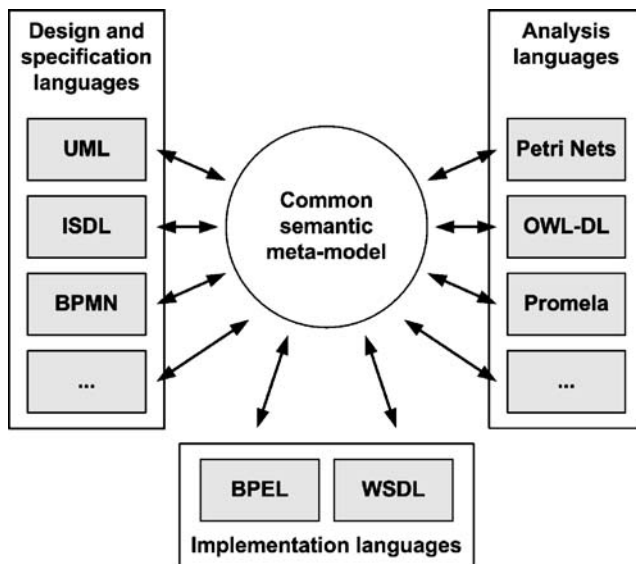 Design and
specification
languages
UML
ISDL
BPMN
...
Common
semantic
meta-model
Analysis
languages
Petri Nets
OWL-DL
Promela
...
BPEL
WSDL
Implementation languages